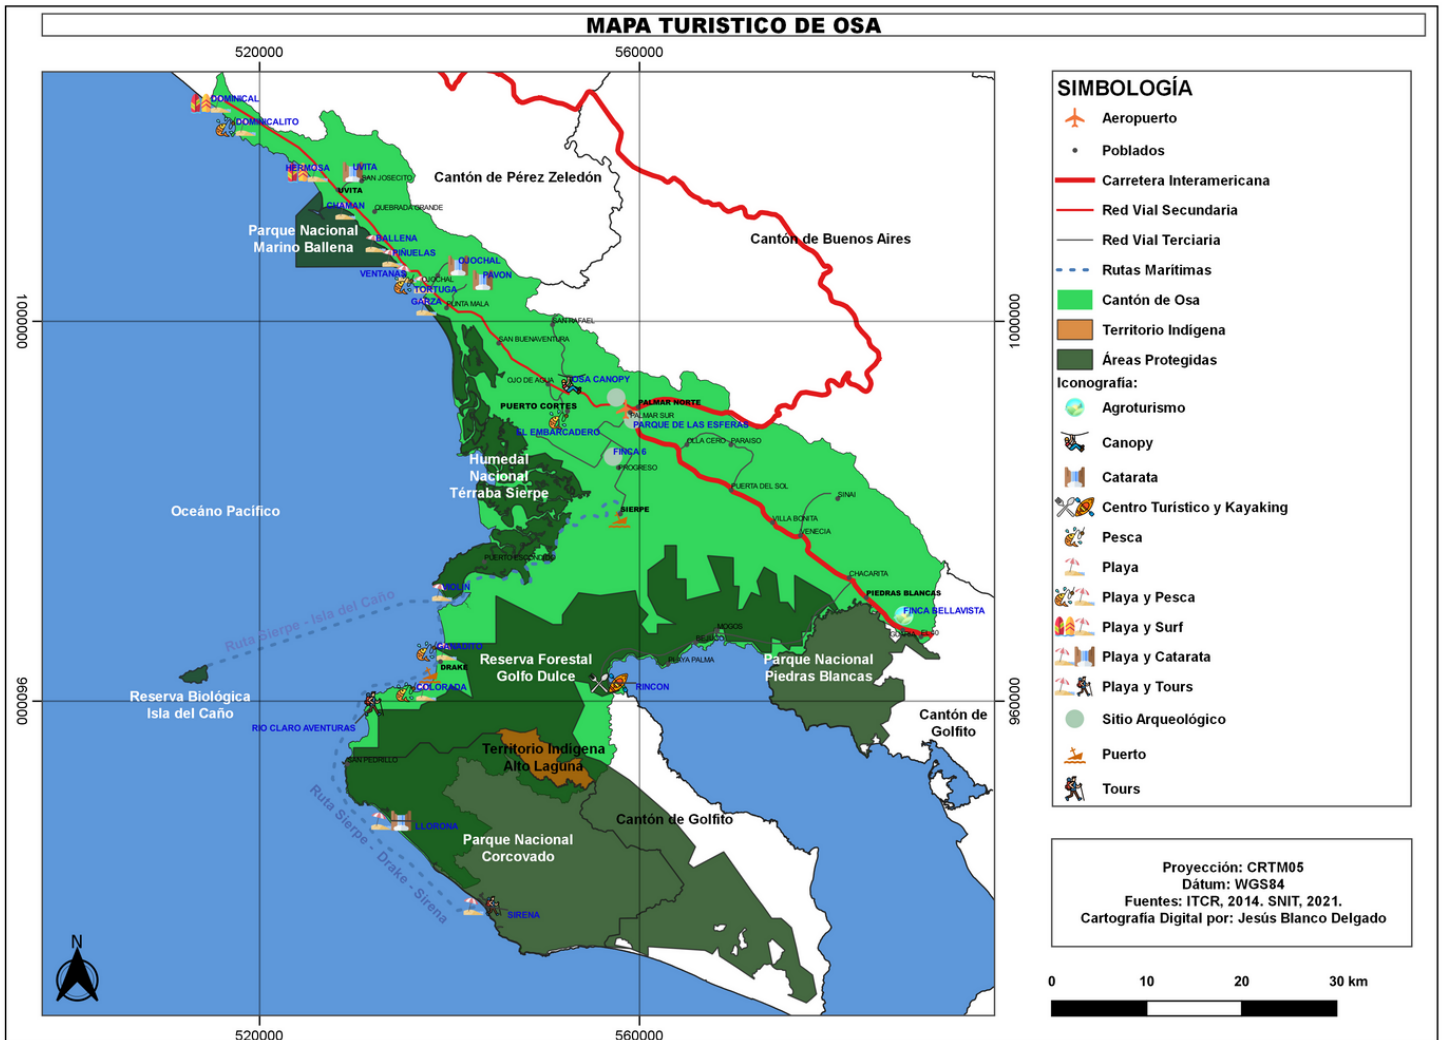 MAPA TURISTICO DE OSA
520000
560000
DOMINICAL
DOMINICALITO
HERMOSA
UVITA
SAN JOSECITO
UVITA
CHAMAN
QUEBRADA GRANDE
Cantón de Pérez Zeledón
Parque Nacional
Marino Ballena
BALLENA
PIÑUELAS
VENTANAS
OJOCHAL
OJOCHAL
PAVON
TORTUGA
GARZA
PUNTA MALA
Cantón de Buenos Aires
1000000
1000000
SAN RAFAEL
SAN BUENAVENTURA
OJO DE AGUA
OSA CANOPY
PUERTO CORTES
PALMAR NORTE
PALMAR SUR
PARQUE DE LAS ESFERAS
EL EMBARCADERO
OLLA CERO
PARAISO
FINCA 6
PROGRESO
Humedal
Nacional
Térraba Sierpe
PUERTA DEL SOL
SINAI
SIERPE
VILLA BONITA
VENECIA
Oceáno Pacífico
PUERTO ESCONDIDO
CHACARITA
VIOLIN
PIEDRAS BLANCAS
FINCA BELLAVISTA
Ruta Sierpe - Isla del Caño
MOGOS
BEJUCO
PLAYA PALMA
GANADITO
DRAKE
Reserva Forestal
Golfo Dulce
Parque Nacional
Piedras Blancas
COLORADA
RINCON
Reserva Biológica
Isla del Caño
960000
960000
RIO CLARO AVENTURAS
Cantón de
Golfito
Territorio Indígena
Alto Laguna
SAN PEDRILLO
Ruta Sierpe - Drake - Sirena
LLORONA
Cantón de Golfito
Parque Nacional
Corcovado
SIRENA
N
520000
560000
SIMBOLOGÍA
Aeropuerto
Poblados
Carretera Interamericana
Red Vial Secundaria
Red Vial Terciaria
Rutas Marítimas
Cantón de Osa
Territorio Indigena
Áreas Protegidas
Iconografía:
Agroturismo
Canopy
Catarata
Centro Turístico y Kayaking
Pesca
Playa
Playa y Pesca
Playa y Surf
Playa y Catarata
Playa y Tours
Sitio Arqueológico
Puerto
Tours
Proyección: CRTM05
Dátum: WGS84
Fuentes: ITCR, 2014. SNIT, 2021.
Cartografía Digital por: Jesús Blanco Delgado
0 10 20 30 km